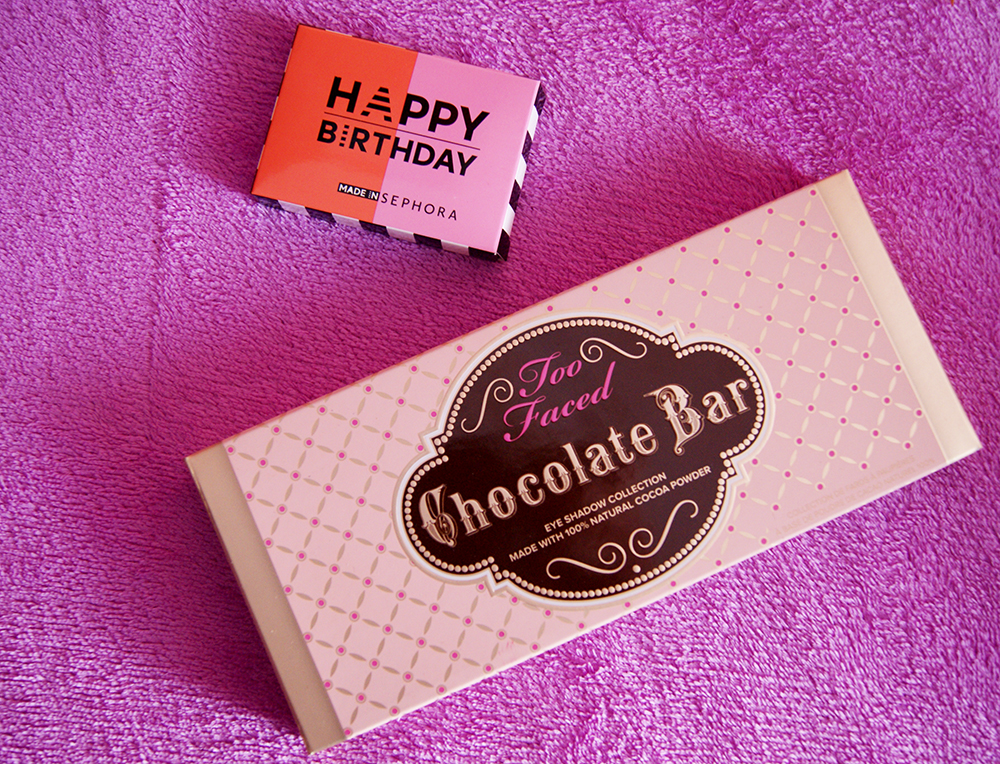 HAPPY
BIRTHDAY
MADE IN SEPHORA
Too
Faced
Chocolate Bar
EYE SHADOW COLLECTION
MADE WITH 100% NATURAL COCOA POWDER